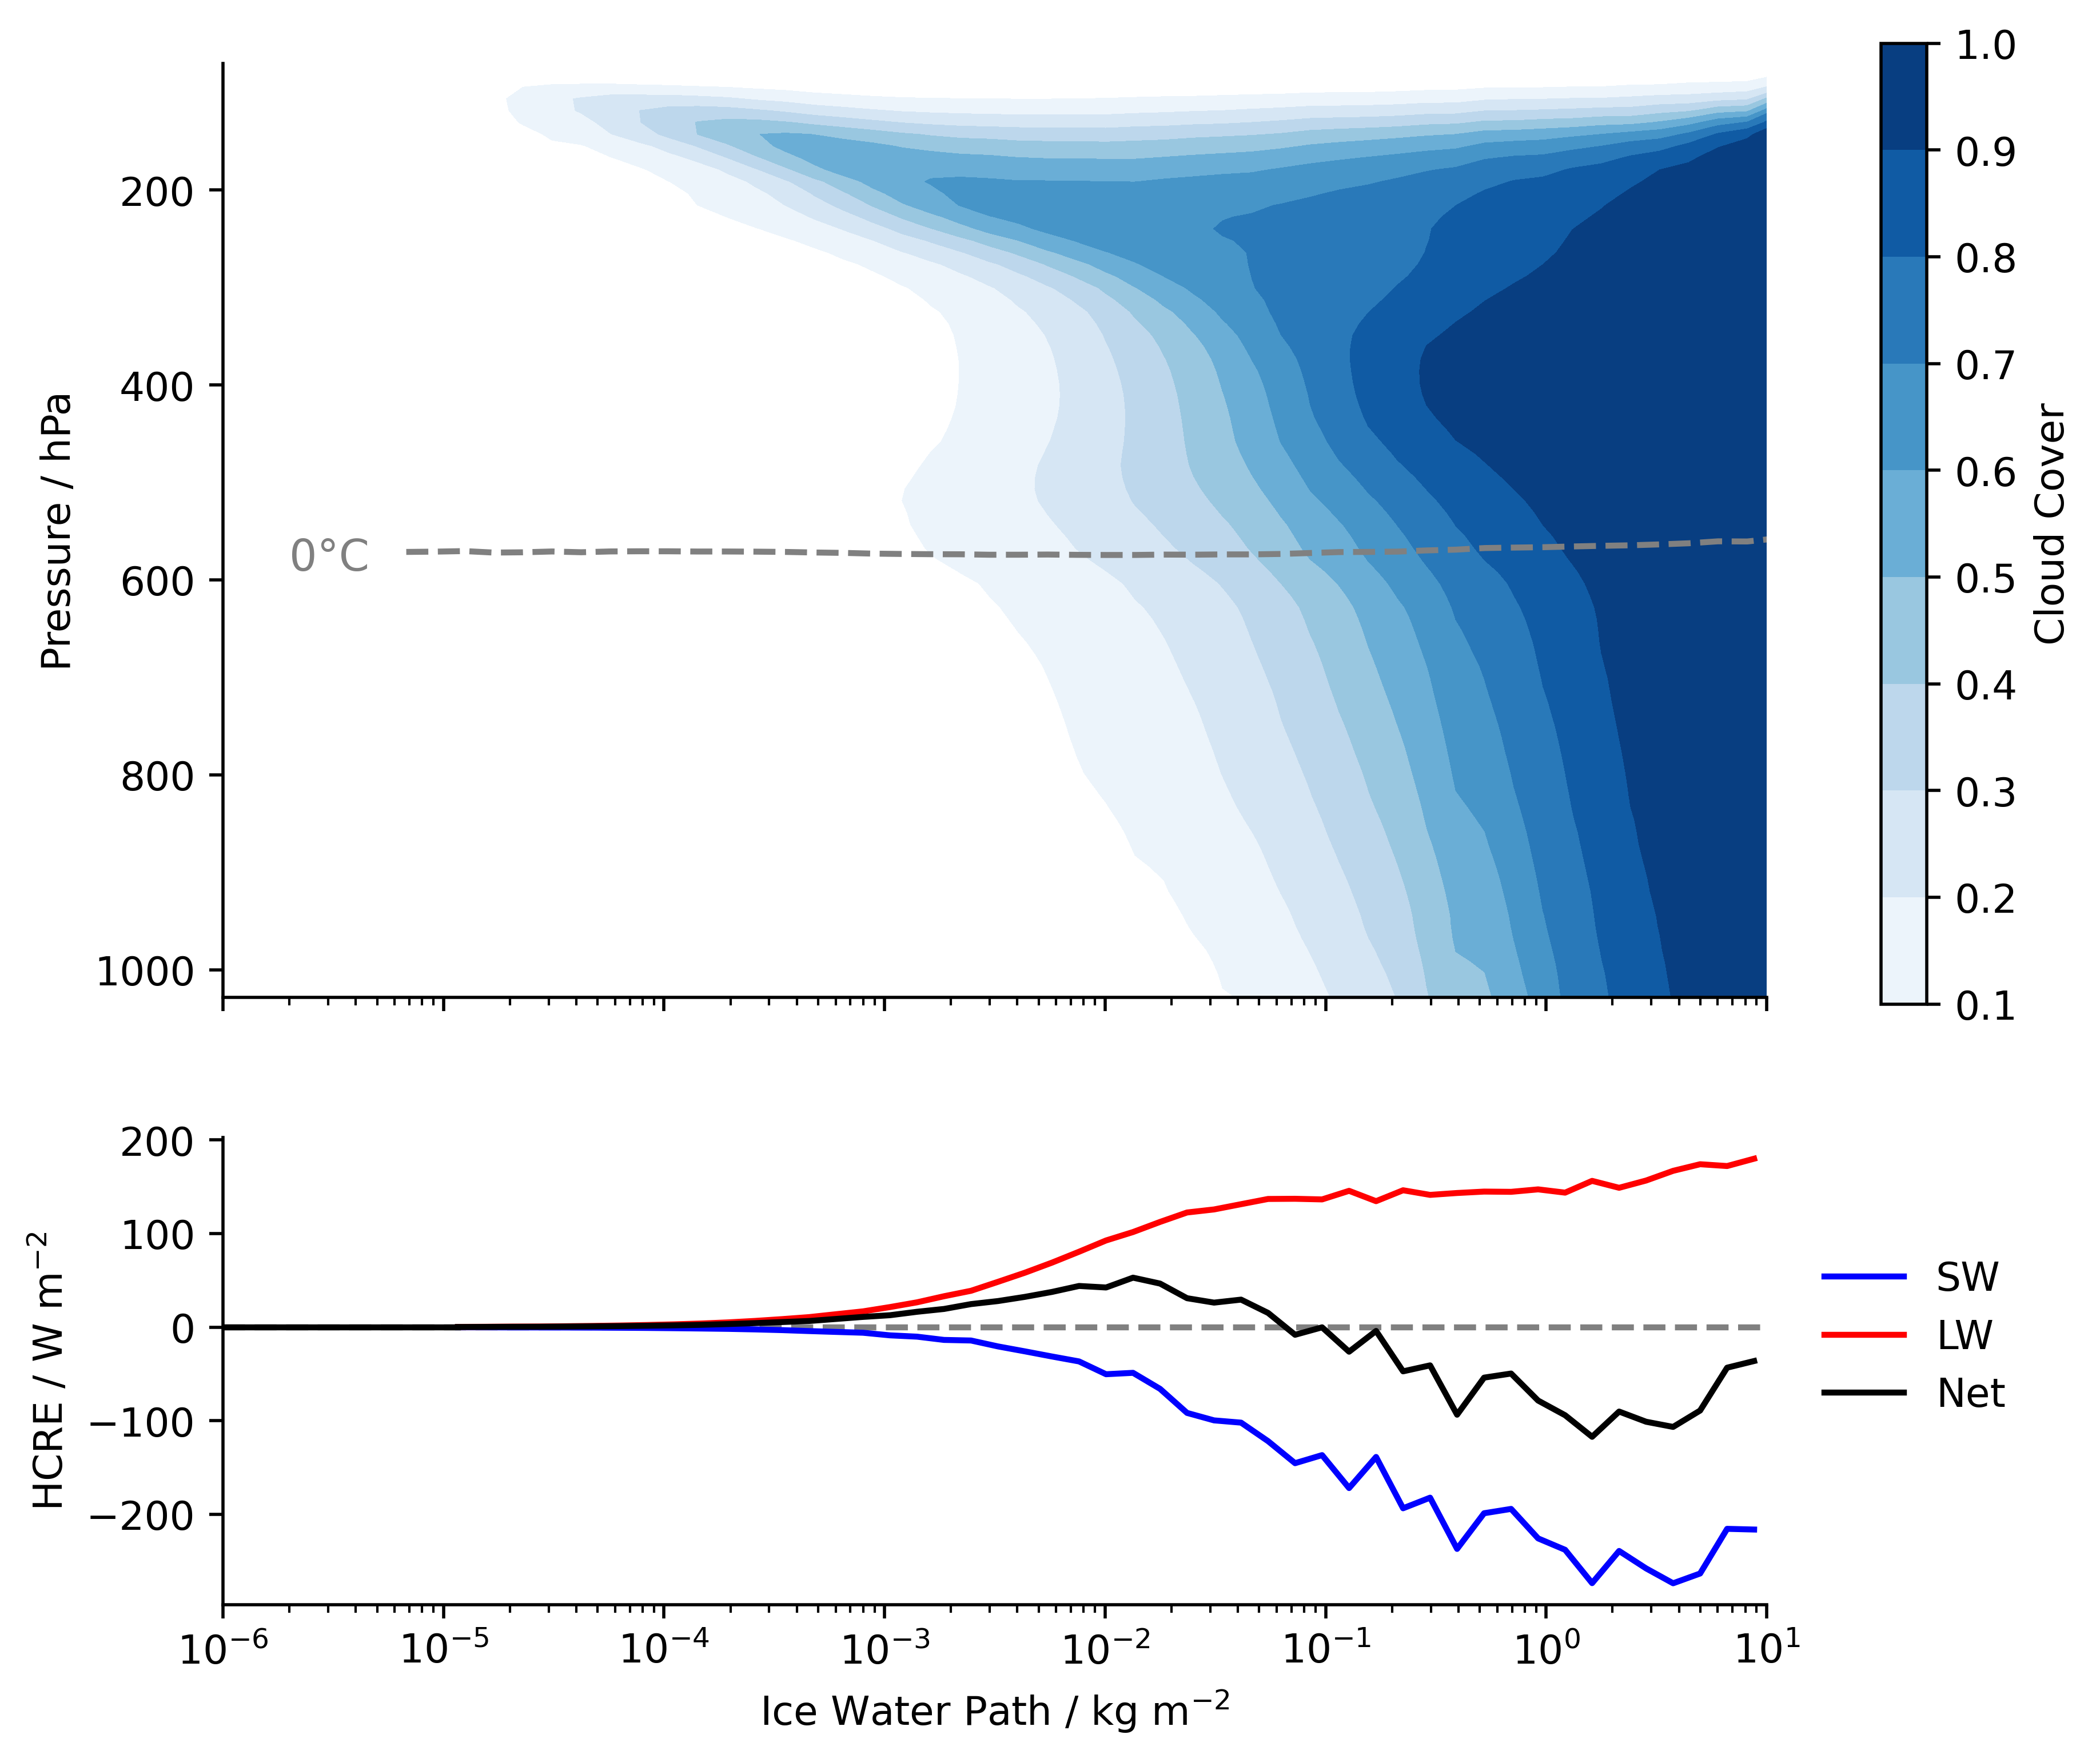 1.0
0.9
0.8
0.7
0.6
0.5
0.4
0.3
0.2
0.1
Cloud Cover
200
400
600
800
1000
Pressure / hPa
0°C
200
100
0
−100
−200
HCRE / W m⁻²
SW
LW
Net
10⁻⁶ 10⁻⁵ 10⁻⁴ 10⁻³ 10⁻² 10⁻¹ 10⁰ 10¹
Ice Water Path / kg m⁻²